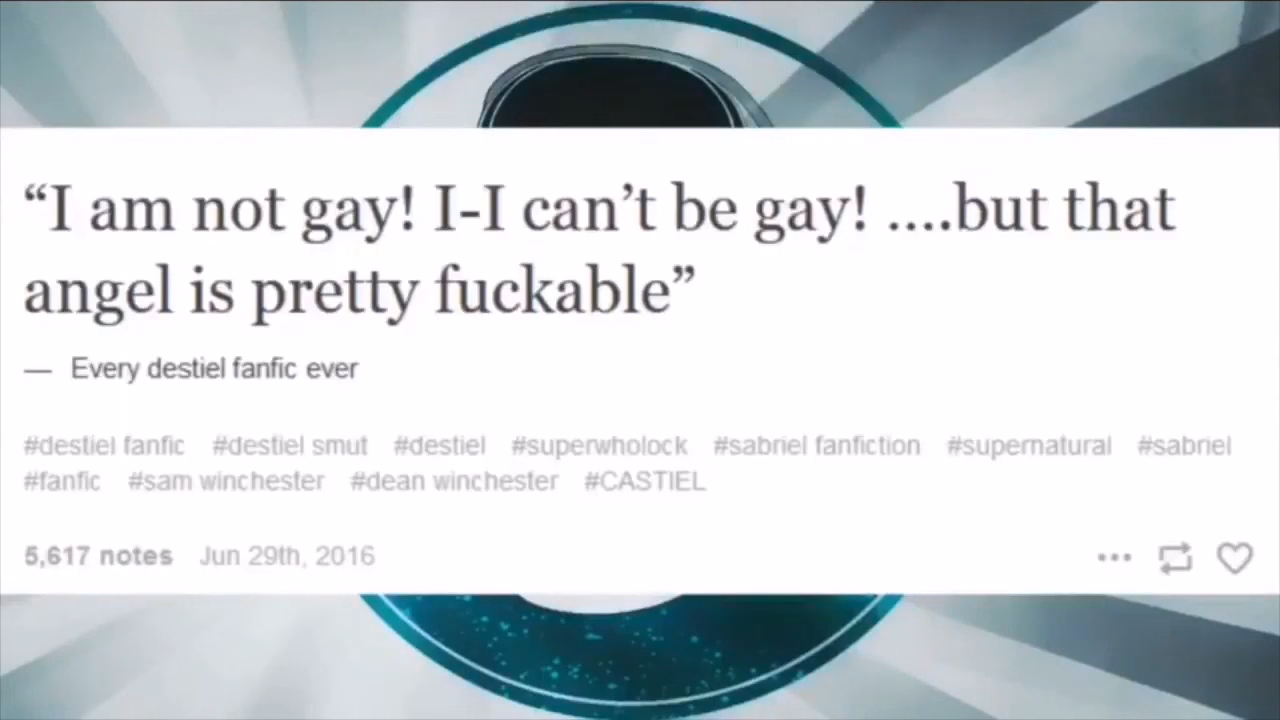 “I am not gay! I-I can’t be gay! ....but that
angel is pretty fuckable”
— Every destiel fanfic ever
#destiel fanfic #destiel smut #destiel #superwholock #sabriel fanfiction #supernatural #sabriel
#fanfic #sam winchester #dean winchester #CASTIEL
5,617 notes Jun 29th, 2016